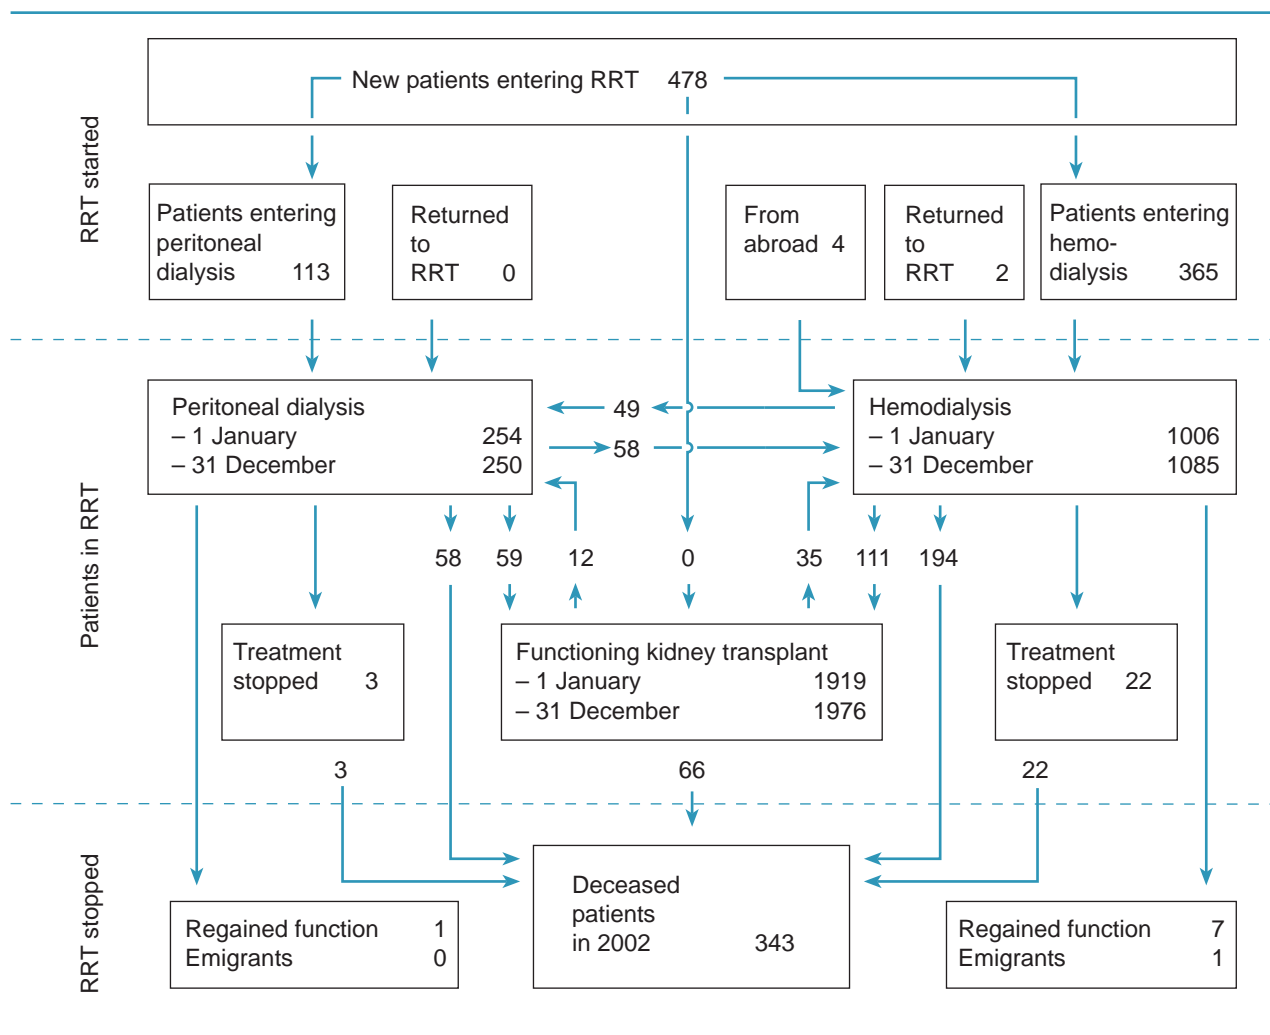 RRT started
New patients entering RRT 478
Patients entering
peritoneal
dialysis 113
Returned
to
RRT 0
From
abroad 4
Returned
to
RRT 2
Patients entering
hemo-
dialysis 365
Patients in RRT
Peritoneal dialysis
– 1 January 254
– 31 December 250
49
58
Hemodialysis
– 1 January 1006
– 31 December 1085
58
59
12
0
35
111
194
Treatment
stopped 3
Functioning kidney transplant
– 1 January 1919
– 31 December 1976
Treatment
stopped 22
3
66
22
RRT stopped
Regained function 1
Emigrants 0
Deceased
patients
in 2002 343
Regained function 7
Emigrants 1